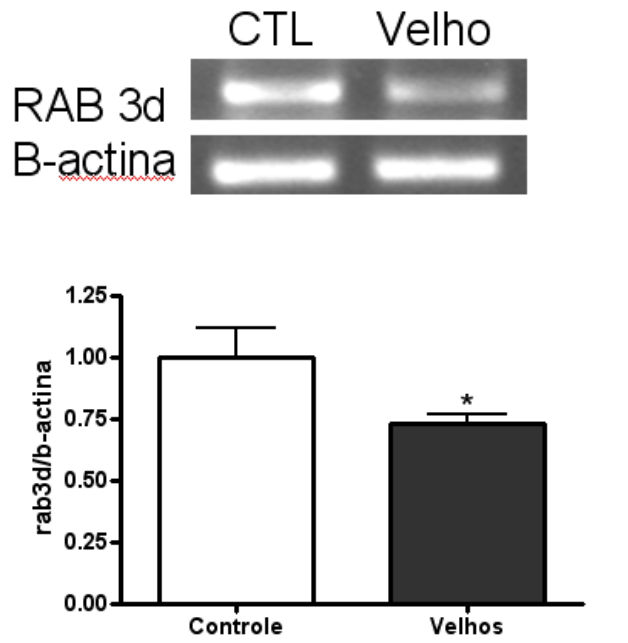 CTL Velho
RAB 3d
B-actina
1.25
1.00
0.75
0.50
0.25
0.00
rab3d/b-actina
*
Controle Velhos